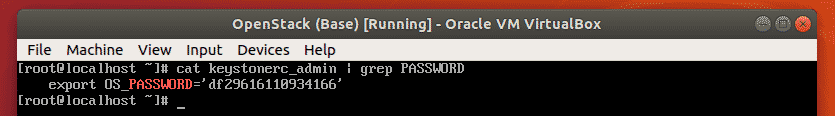 OpenStack (Base) [Running] - Oracle VM VirtualBox
File Machine View Input Devices Help
[root@localhost ~]# cat keystonerc_admin | grep PASSWORD
    export OS_PASSWORD='df29616110934166'
[root@localhost ~]# _